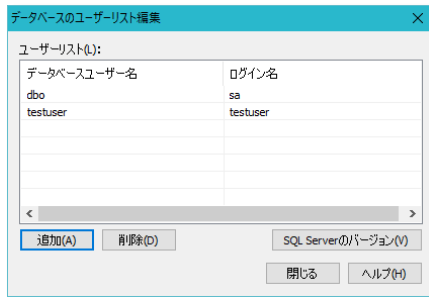 データベースのユーザーリスト編集
ユーザーリスト(L):
データベースユーザー名 ログイン名
dbo sa
testuser testuser
追加(A) 削除(D) SQL Serverのバージョン(V)
閉じる ヘルプ(H)